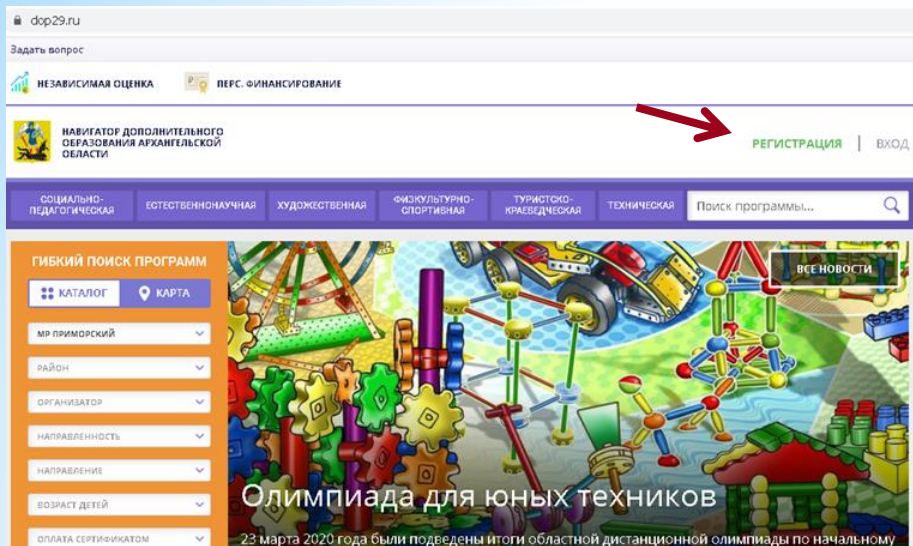 dop29.ru
Задать вопрос
НЕЗАВИСИМАЯ ОЦЕНКА ПЕРС. ФИНАНСИРОВАНИЕ
НАВИГАТОР ДОПОЛНИТЕЛЬНОГО
ОБРАЗОВАНИЯ АРХАНГЕЛЬСКОЙ
ОБЛАСТИ
РЕГИСТРАЦИЯ | ВХОД
СОЦИАЛЬНО-
ПЕДАГОГИЧЕСКАЯ
ЕСТЕСТВЕННОНАУЧНАЯ
ХУДОЖЕСТВЕННАЯ
ФИЗКУЛЬТУРНО-
СПОРТИВНАЯ
ТУРИСТСКО-
КРАЕВЕДЧЕСКАЯ
ТЕХНИЧЕСКАЯ
Поиск программы...
ГИБКИЙ ПОИСК ПРОГРАММ
КАТАЛОГ КАРТА
МР ПРИМОРСКИЙ
РАЙОН
ОРГАНИЗАТОР
НАПРАВЛЕННОСТЬ
НАПРАВЛЕНИЕ
ВОЗРАСТ ДЕТЕЙ
ОПЛАТА СЕРТИФИКАТОМ
ВСЕ НОВОСТИ
Олимпиада для юных техников
23 марта 2020 года были подведены итоги областной дистанционной олимпиады по начальному